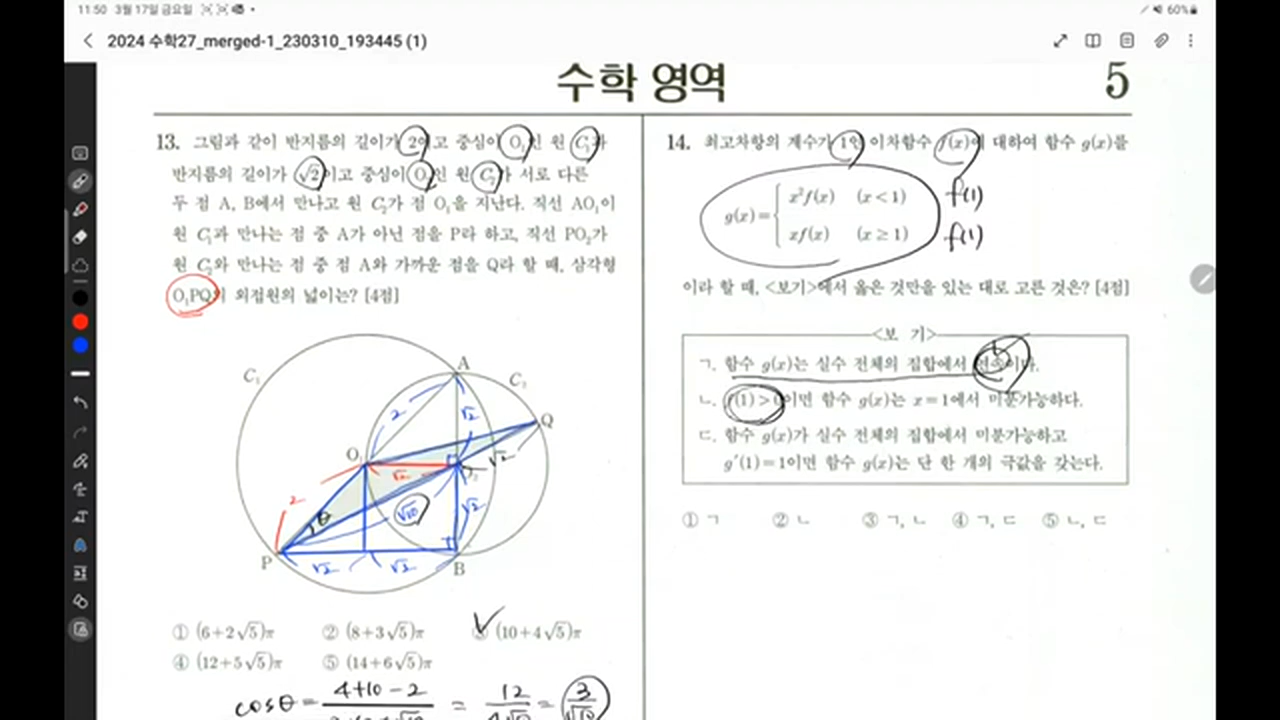 11:50 3월 17일 금요일
60%
2024 수학27_merged-1_230310_193445 (1)
수학 영역
5
13. 그림과 같이 반지름의 길이가 2이고 중심이 O₁인 원 C₁과
반지름의 길이가 √2이고 중심이 O₂인 원 C₂가 서로 다른
두 점 A, B에서 만나고 원 C₂가 점 O₁을 지난다. 직선 AO₁이
원 C₁과 만나는 점 중 A가 아닌 점을 P라 하고, 직선 PO₂가
원 C₂와 만나는 점 중 점 A와 가까운 점을 Q라 할 때, 삼각형
O₁PQ의 외접원의 넓이는? [4점]
C₁
A
C₂
2
√2
Q
O₁
√2
O₂
√2
2
θ
√10
√2
P
√2
√2
B
① (6+2√5)π
② (8+3√5)π
③ (10+4√5)π
④ (12+5√5)π
⑤ (14+6√5)π
cosθ = 4+10-2 = 12 = 3
14. 최고차항의 계수가 1인 이차함수 f(x)에 대하여 함수 g(x)를
g(x)= { x²f(x) (x<1) f(1)
xf(x) (x≥1) f(1)
이라 할 때, <보기>에서 옳은 것만을 있는 대로 고른 것은? [4점]
<보 기>
ㄱ. 함수 g(x)는 실수 전체의 집합에서 연속이다.
ㄴ. f(1)>0이면 함수 g(x)는 x=1에서 미분가능하다.
ㄷ. 함수 g(x)가 실수 전체의 집합에서 미분가능하고
g′(1)=1이면 함수 g(x)는 단 한 개의 극값을 갖는다.
① ㄱ
② ㄴ
③ ㄱ, ㄴ
④ ㄱ, ㄷ
⑤ ㄴ, ㄷ